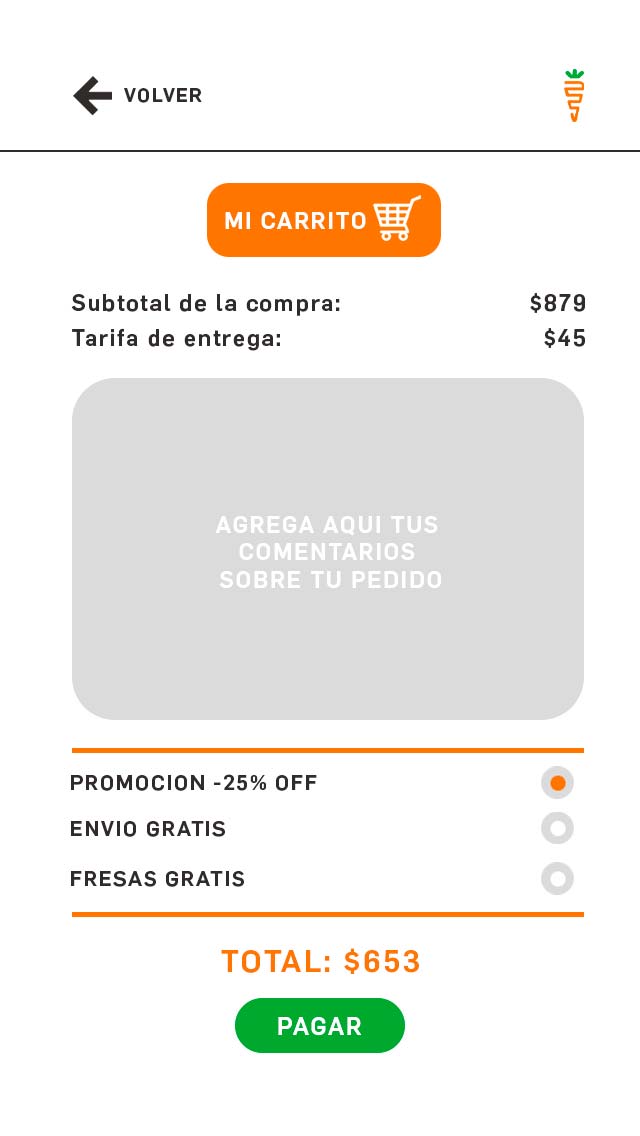 VOLVER
MI CARRITO
Subtotal de la compra: $879
Tarifa de entrega: $45
AGREGA AQUI TUS
COMENTARIOS
SOBRE TU PEDIDO
PROMOCION -25% OFF
ENVIO GRATIS
FRESAS GRATIS
TOTAL: $653
PAGAR